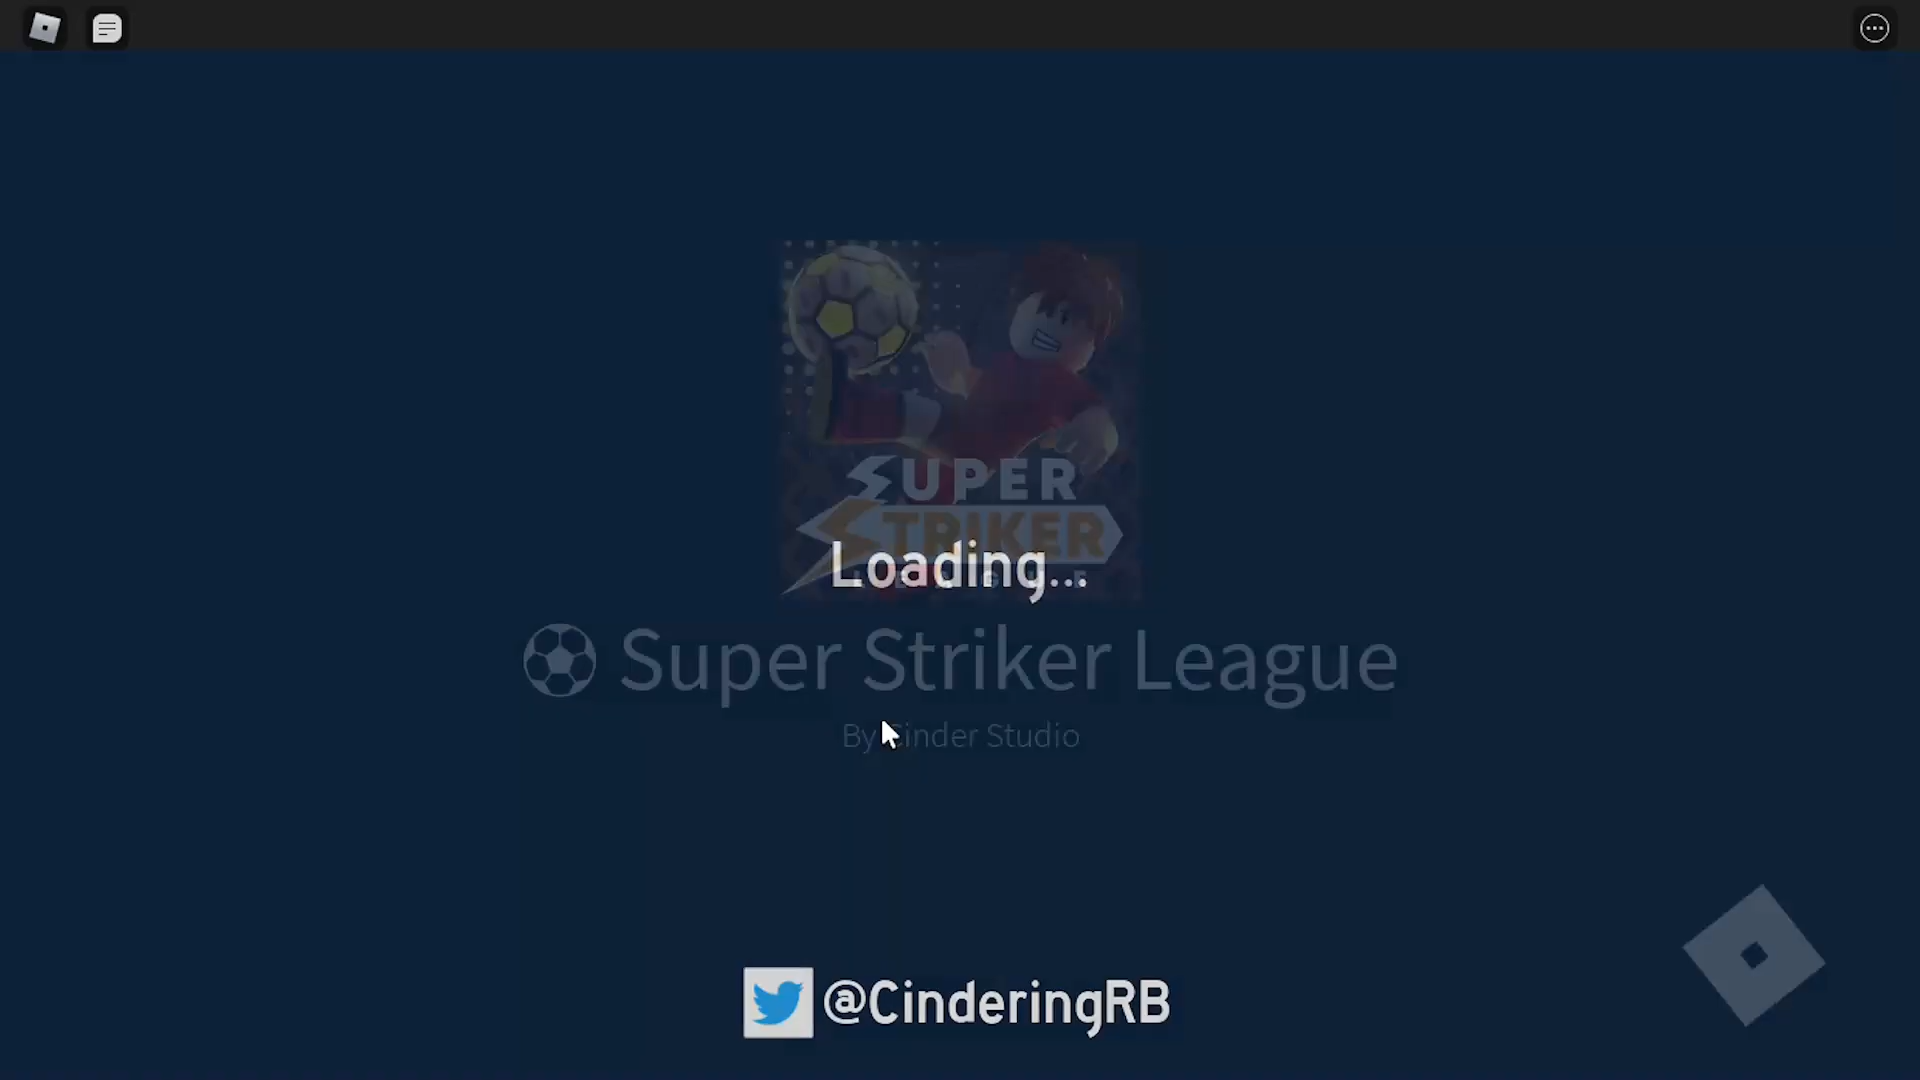 SUPER
STRIKER
Loading...
Super Striker League
By Cinder Studio
@CinderingRB